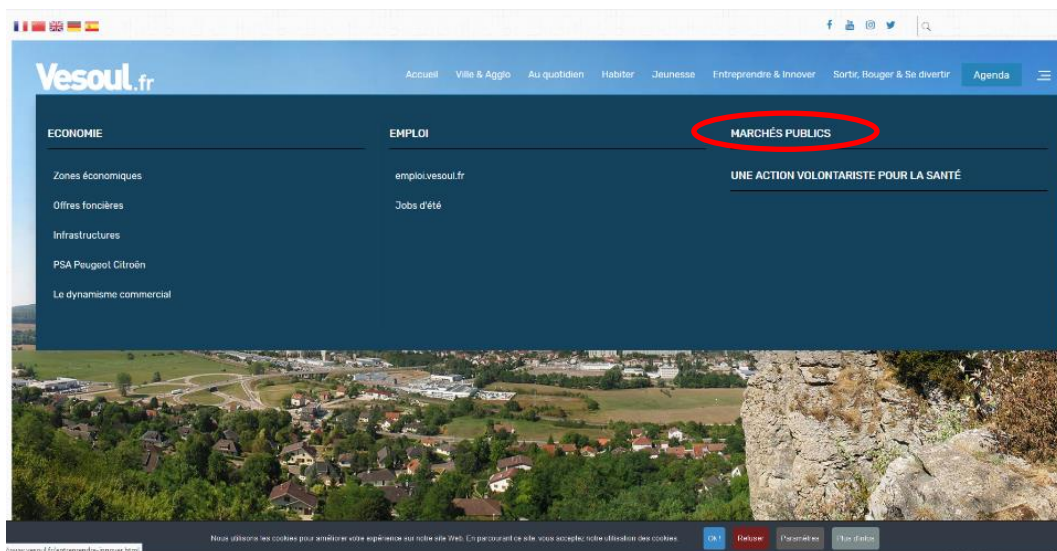 Vesoul.fr
Accueil Ville & Agglo Au quotidien Habiter Jeunesse Entreprendre & Innover Sortir, Bouger & Se divertir Agenda
ECONOMIE
Zones économiques
Offres foncières
Infrastructures
PSA Peugeot Citroën
Le dynamisme commercial
EMPLOI
emploi.vesoul.fr
Jobs d'été
MARCHÉS PUBLICS
UNE ACTION VOLONTARISTE POUR LA SANTÉ
Nous utilisons les cookies pour améliorer votre expérience sur notre site Web. En parcourant ce site, vous acceptez notre utilisation des cookies. Ok ! Refuser Paramètres Plus d'infos